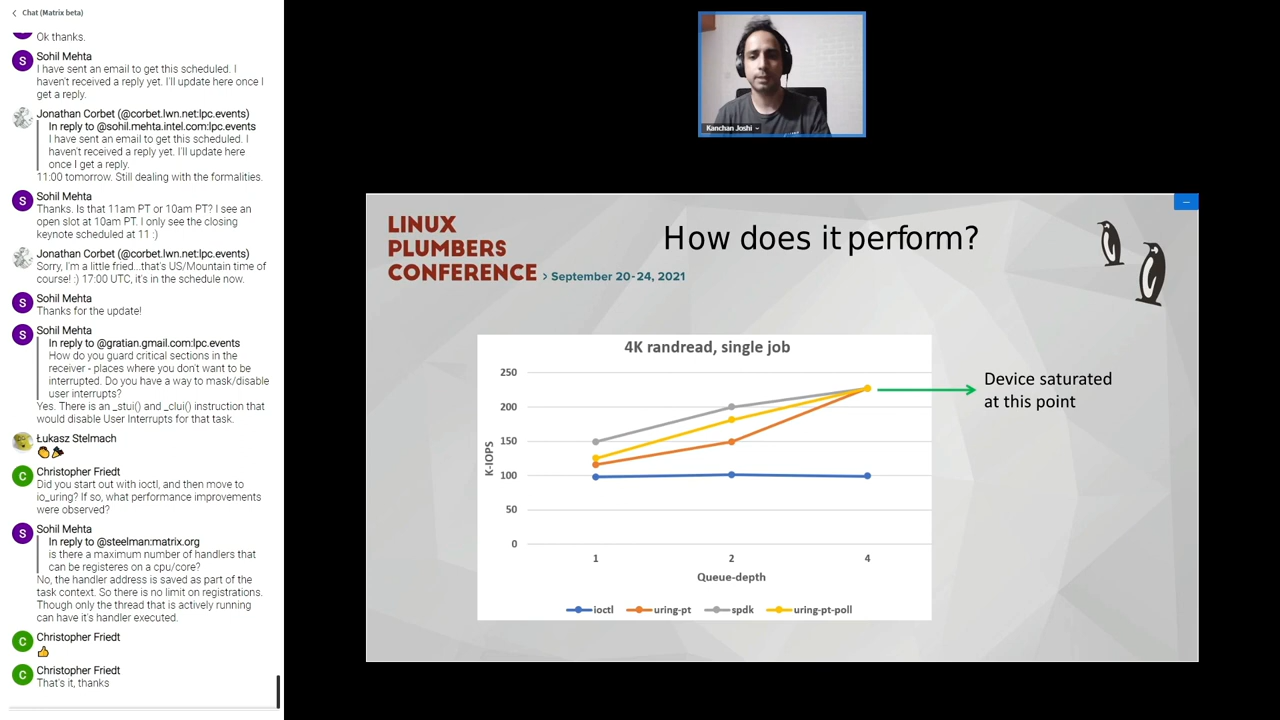 Chat (Matrix beta)
Ok thanks.
S
Sohil Mehta
I have sent an email to get this scheduled. I
haven't received a reply yet. I'll update here once I
get a reply.
Jonathan Corbet (@corbet.lwn.net:lpc.events)
In reply to @sohil.mehta.intel.com:lpc.events
I have sent an email to get this scheduled. I
haven't received a reply yet. I'll update here
once I get a reply.
11:00 tomorrow. Still dealing with the formalities.
S
Sohil Mehta
Thanks. Is that 11am PT or 10am PT? I see an
open slot at 10am PT. I only see the closing
keynote scheduled at 11 :)
Jonathan Corbet (@corbet.lwn.net:lpc.events)
Sorry, I'm a little fried...that's US/Mountain time of
course! :) 17:00 UTC, it's in the schedule now.
S
Sohil Mehta
Thanks for the update!
S
Sohil Mehta
In reply to @gratian.gmail.com:lpc.events
How do you guard critical sections in the
receiver - places where you don't want to be
interrupted. Do you have a way to mask/disable
user interrupts?
Yes. There is an _stui() and _clui() instruction that
would disable User Interrupts for that task.
Łukasz Stelmach
👏🎉
C
Christopher Friedt
Did you start out with ioctl, and then move to
io_uring? If so, what performance improvements
were observed?
S
Sohil Mehta
In reply to @steelman:matrix.org
is there a maximum number of handlers that
can be registeres on a cpu/core?
No, the handler address is saved as part of the
task context. So there is no limit on registrations.
Though only the thread that is actively running
can have it's handler executed.
C
Christopher Friedt
👍
C
Christopher Friedt
That's it, thanks
Kanchan Joshi
LINUX
PLUMBERS
CONFERENCE > September 20-24, 2021
How does it perform?
4K randread, single job
250
200
150
100
50
0
K-IOPS
1 2 4
Queue-depth
ioctl uring-pt spdk uring-pt-poll
Device saturated
at this point